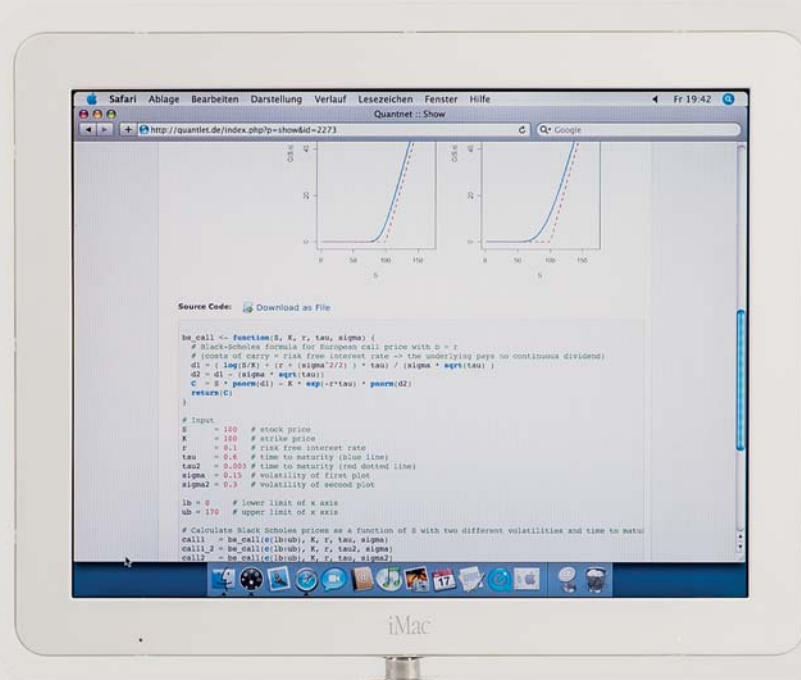 Safari Ablage Bearbeiten Darstellung Verlauf Lesezeichen Fenster Hilfe Fr 19:42
Quantnet :: Show
http://quantlet.de/index.php?p=show&id=2273 Google
40 40
20 20
0 0
0 50 100 150 0 50 100 150
S S
Source Code: Download as File
bs_call <- function(S, K, r, tau, sigma) {
# Black-Scholes formula for European call price with b = r
# (costs of carry = risk free interest rate -> the underlying pays no continuous dividend)
d1 = ( log(S/K) + (r + (sigma^2/2) ) * tau) / (sigma * sqrt(tau) )
d2 = d1 - (sigma * sqrt(tau))
C = S * pnorm(d1) - K * exp(-r*tau) * pnorm(d2)
return(C)
}
# Input
S = 100 # stock price
K = 100 # strike price
r = 0.1 # risk free interest rate
tau = 0.6 # time to maturity (blue line)
tau2 = 0.003 # time to maturity (red dotted line)
sigma = 0.15 # volatility of first plot
sigma2 = 0.3 # volatility of second plot
lb = 0 # lower limit of x axis
ub = 170 # upper limit of x axis
# Calculate Black Scholes prices as a function of S with two different volatilities and time to matu
call1 = bs_call(c(lb:ub), K, r, tau, sigma)
call1_2 = bs_call(c(lb:ub), K, r, tau2, sigma)
call2 = bs_call(c(lb:ub), K, r, tau, sigma2)
17
iMac